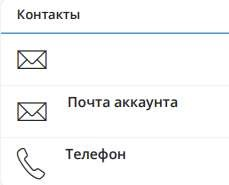 Контакты
Почта аккаунта
Телефон